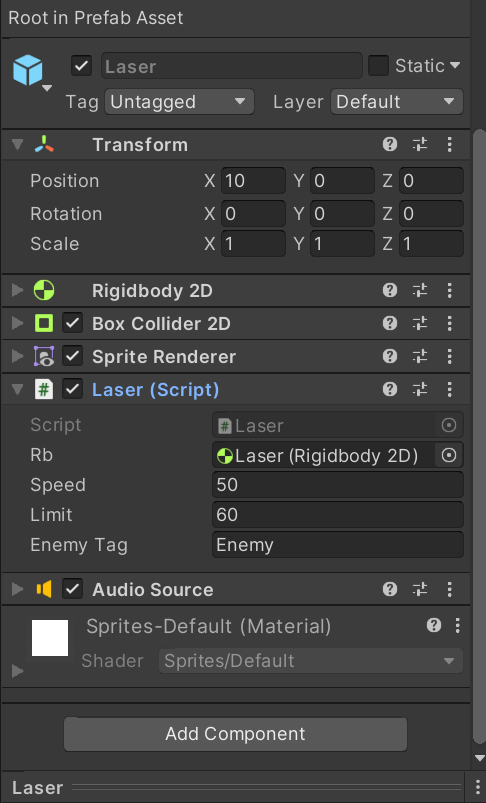 Root in Prefab Asset
Laser Static
Tag Untagged Layer Default
Transform
Position X 10 Y 0 Z 0
Rotation X 0 Y 0 Z 0
Scale X 1 Y 1 Z 1
Rigidbody 2D
Box Collider 2D
Sprite Renderer
# Laser (Script)
Script # Laser
Rb Laser (Rigidbody 2D)
Speed 50
Limit 60
Enemy Tag Enemy
Audio Source
Sprites-Default (Material)
Shader Sprites/Default
Add Component
Laser